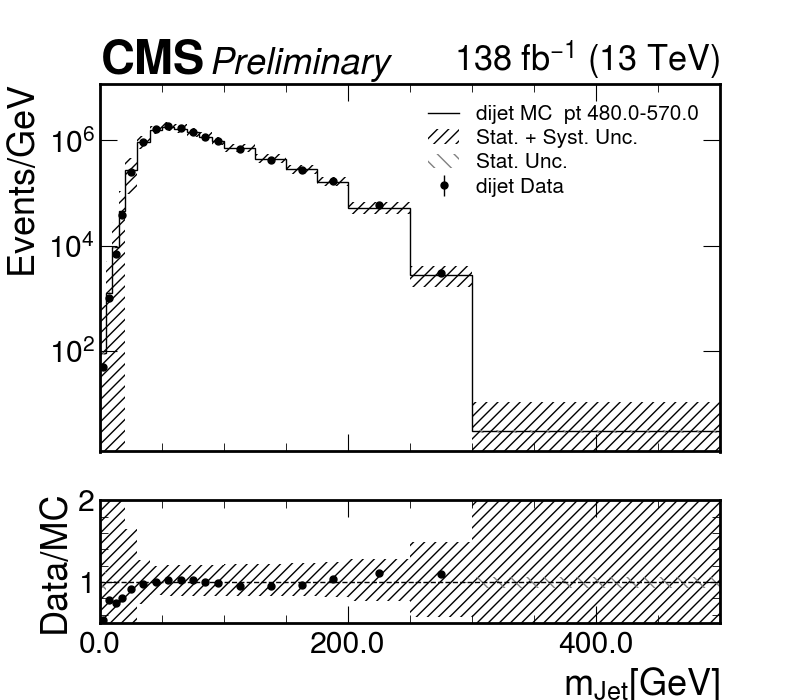 CMS Preliminary 138 fb⁻¹ (13 TeV)
Events/GeV
10⁶
10⁴
10²
dijet MC pt 480.0-570.0
Stat. + Syst. Unc.
Stat. Unc.
dijet Data
Data/MC
2
1
0.0 200.0 400.0
m_Jet[GeV]